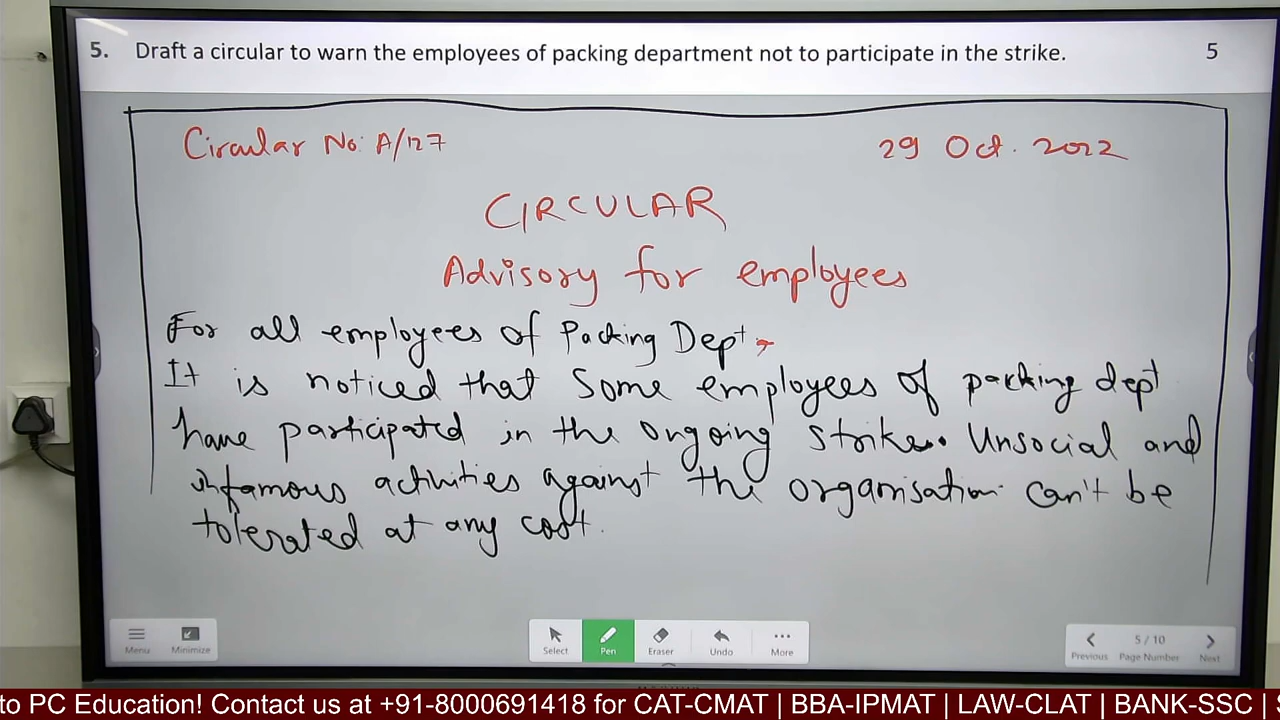 5. Draft a circular to warn the employees of packing department not to participate in the strike. 5
Circular No: A/127 29 Oct. 2022
CIRCULAR
Advisory for employees
For all employees of Packing Dept,
It is noticed that some employees of packing dept
have participated in the ongoing strike. Unsocial and
infamous activities against the organisation can't be
tolerated at any cost.
Menu Minimize Select Pen Eraser Undo More Previous 5 / 10 Page Number Next
to PC Education! Contact us at +91-8000691418 for CAT-CMAT | BBA-IPMAT | LAW-CLAT | BANK-SSC |